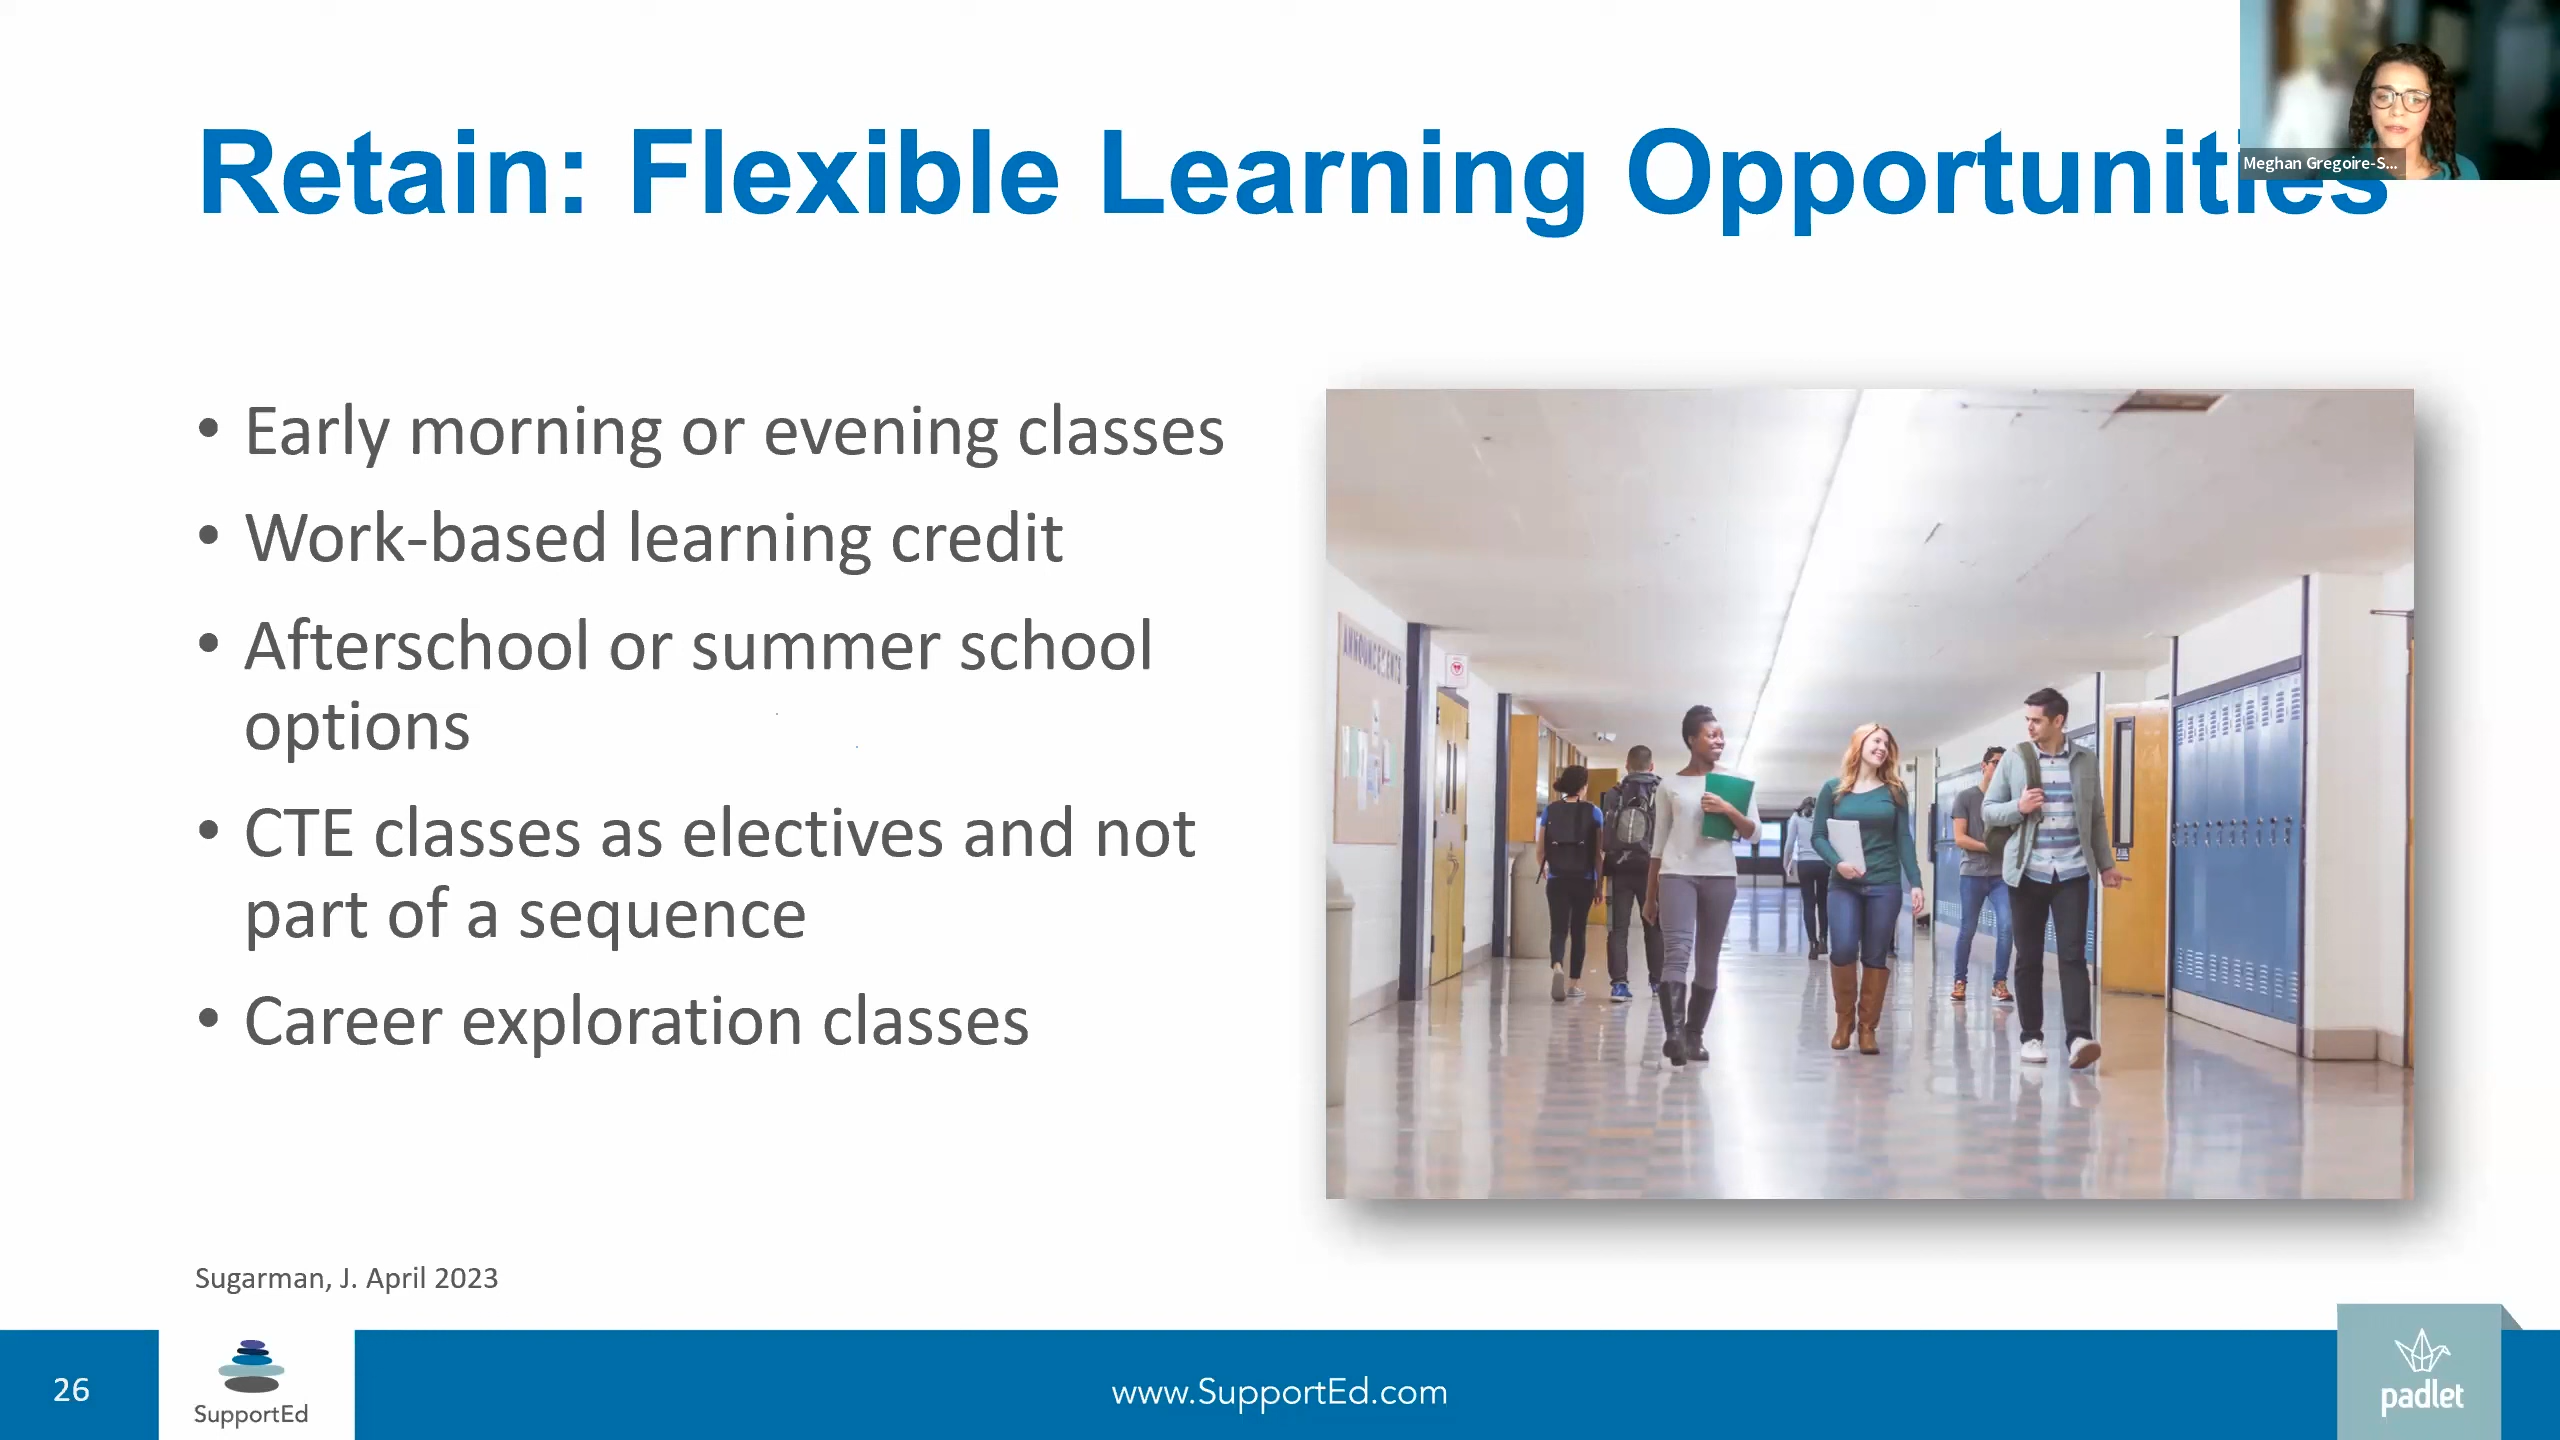 Retain: Flexible Learning Opportunities
Meghan Gregoire-S...
• Early morning or evening classes
• Work-based learning credit
• Afterschool or summer school
options
• CTE classes as electives and not
part of a sequence
• Career exploration classes
ANNOUNCEMENTS
Sugarman, J. April 2023
26
SupportEd
www.SupportEd.com
padlet